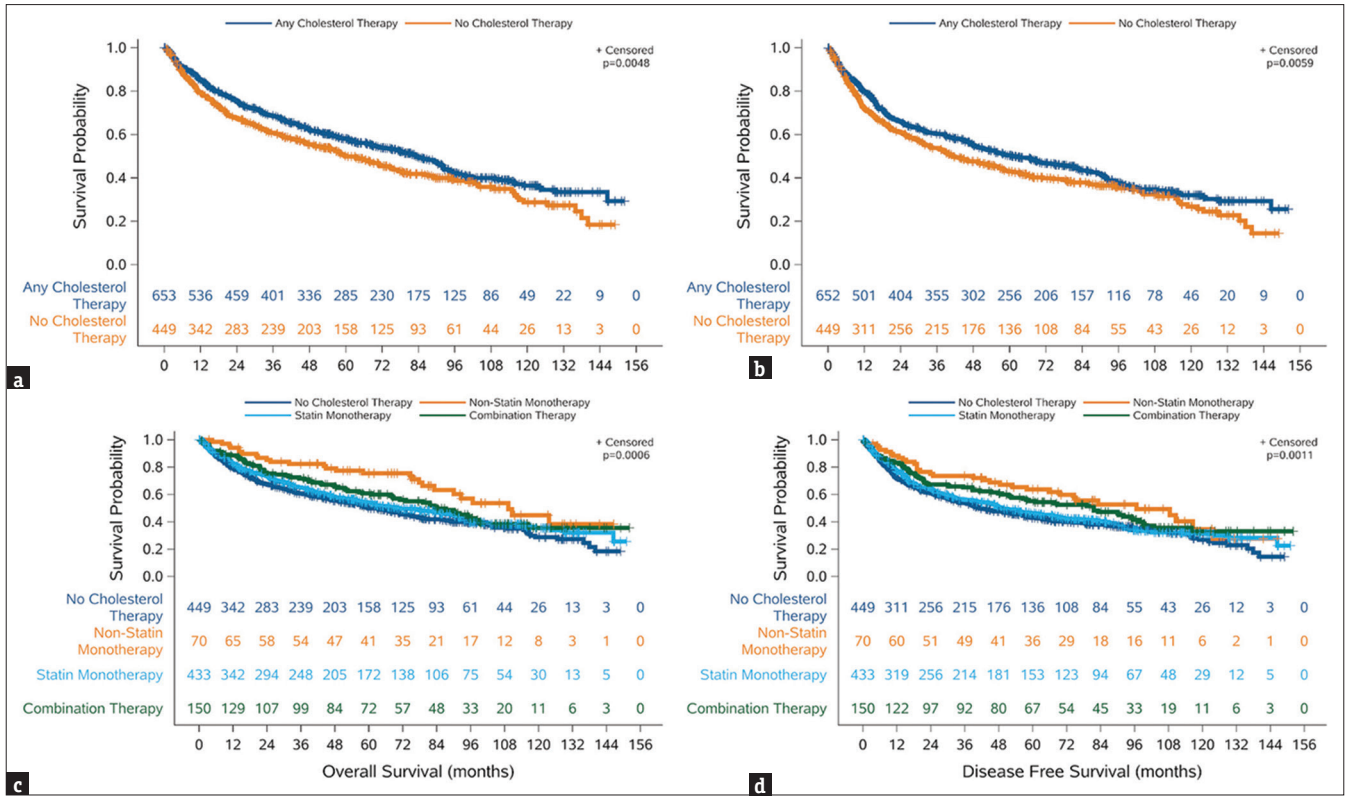 Any Cholesterol Therapy No Cholesterol Therapy
+ Censored
p=0.0048
Survival Probability
1.0
0.8
0.6
0.4
0.2
0.0
Any Cholesterol
Therapy
653 536 459 401 336 285 230 175 125 86 49 22 9 0
No Cholesterol
Therapy
449 342 283 239 203 158 125 93 61 44 26 13 3 0
0 12 24 36 48 60 72 84 96 108 120 132 144 156
a
Any Cholesterol Therapy No Cholesterol Therapy
+ Censored
p=0.0059
Survival Probability
1.0
0.8
0.6
0.4
0.2
0.0
Any Cholesterol
Therapy
652 501 404 355 302 256 206 157 116 78 46 20 9 0
No Cholesterol
Therapy
449 311 256 215 176 136 108 84 55 43 26 12 3 0
0 12 24 36 48 60 72 84 96 108 120 132 144 156
b
No Cholesterol Therapy Non-Statin Monotherapy
Statin Monotherapy Combination Therapy
+ Censored
p=0.0006
Survival Probability
1.0
0.8
0.6
0.4
0.2
0.0
No Cholesterol
Therapy
449 342 283 239 203 158 125 93 61 44 26 13 3 0
Non-Statin
Monotherapy
70 65 58 54 47 41 35 21 17 12 8 3 1 0
Statin Monotherapy 433 342 294 248 205 172 138 106 75 54 30 13 5 0
Combination Therapy 150 129 107 99 84 72 57 48 33 20 11 6 3 0
0 12 24 36 48 60 72 84 96 108 120 132 144 156
Overall Survival (months)
c
No Cholesterol Therapy Non-Statin Monotherapy
Statin Monotherapy Combination Therapy
+ Censored
p=0.0011
Survival Probability
1.0
0.8
0.6
0.4
0.2
0.0
No Cholesterol
Therapy
449 311 256 215 176 136 108 84 55 43 26 12 3 0
Non-Statin
Monotherapy
70 60 51 49 41 36 29 18 16 11 6 2 1 0
Statin Monotherapy 433 319 256 214 181 153 123 94 67 48 29 12 5 0
Combination Therapy 150 122 97 92 80 67 54 45 33 19 11 6 3 0
0 12 24 36 48 60 72 84 96 108 120 132 144 156
Disease Free Survival (months)
d